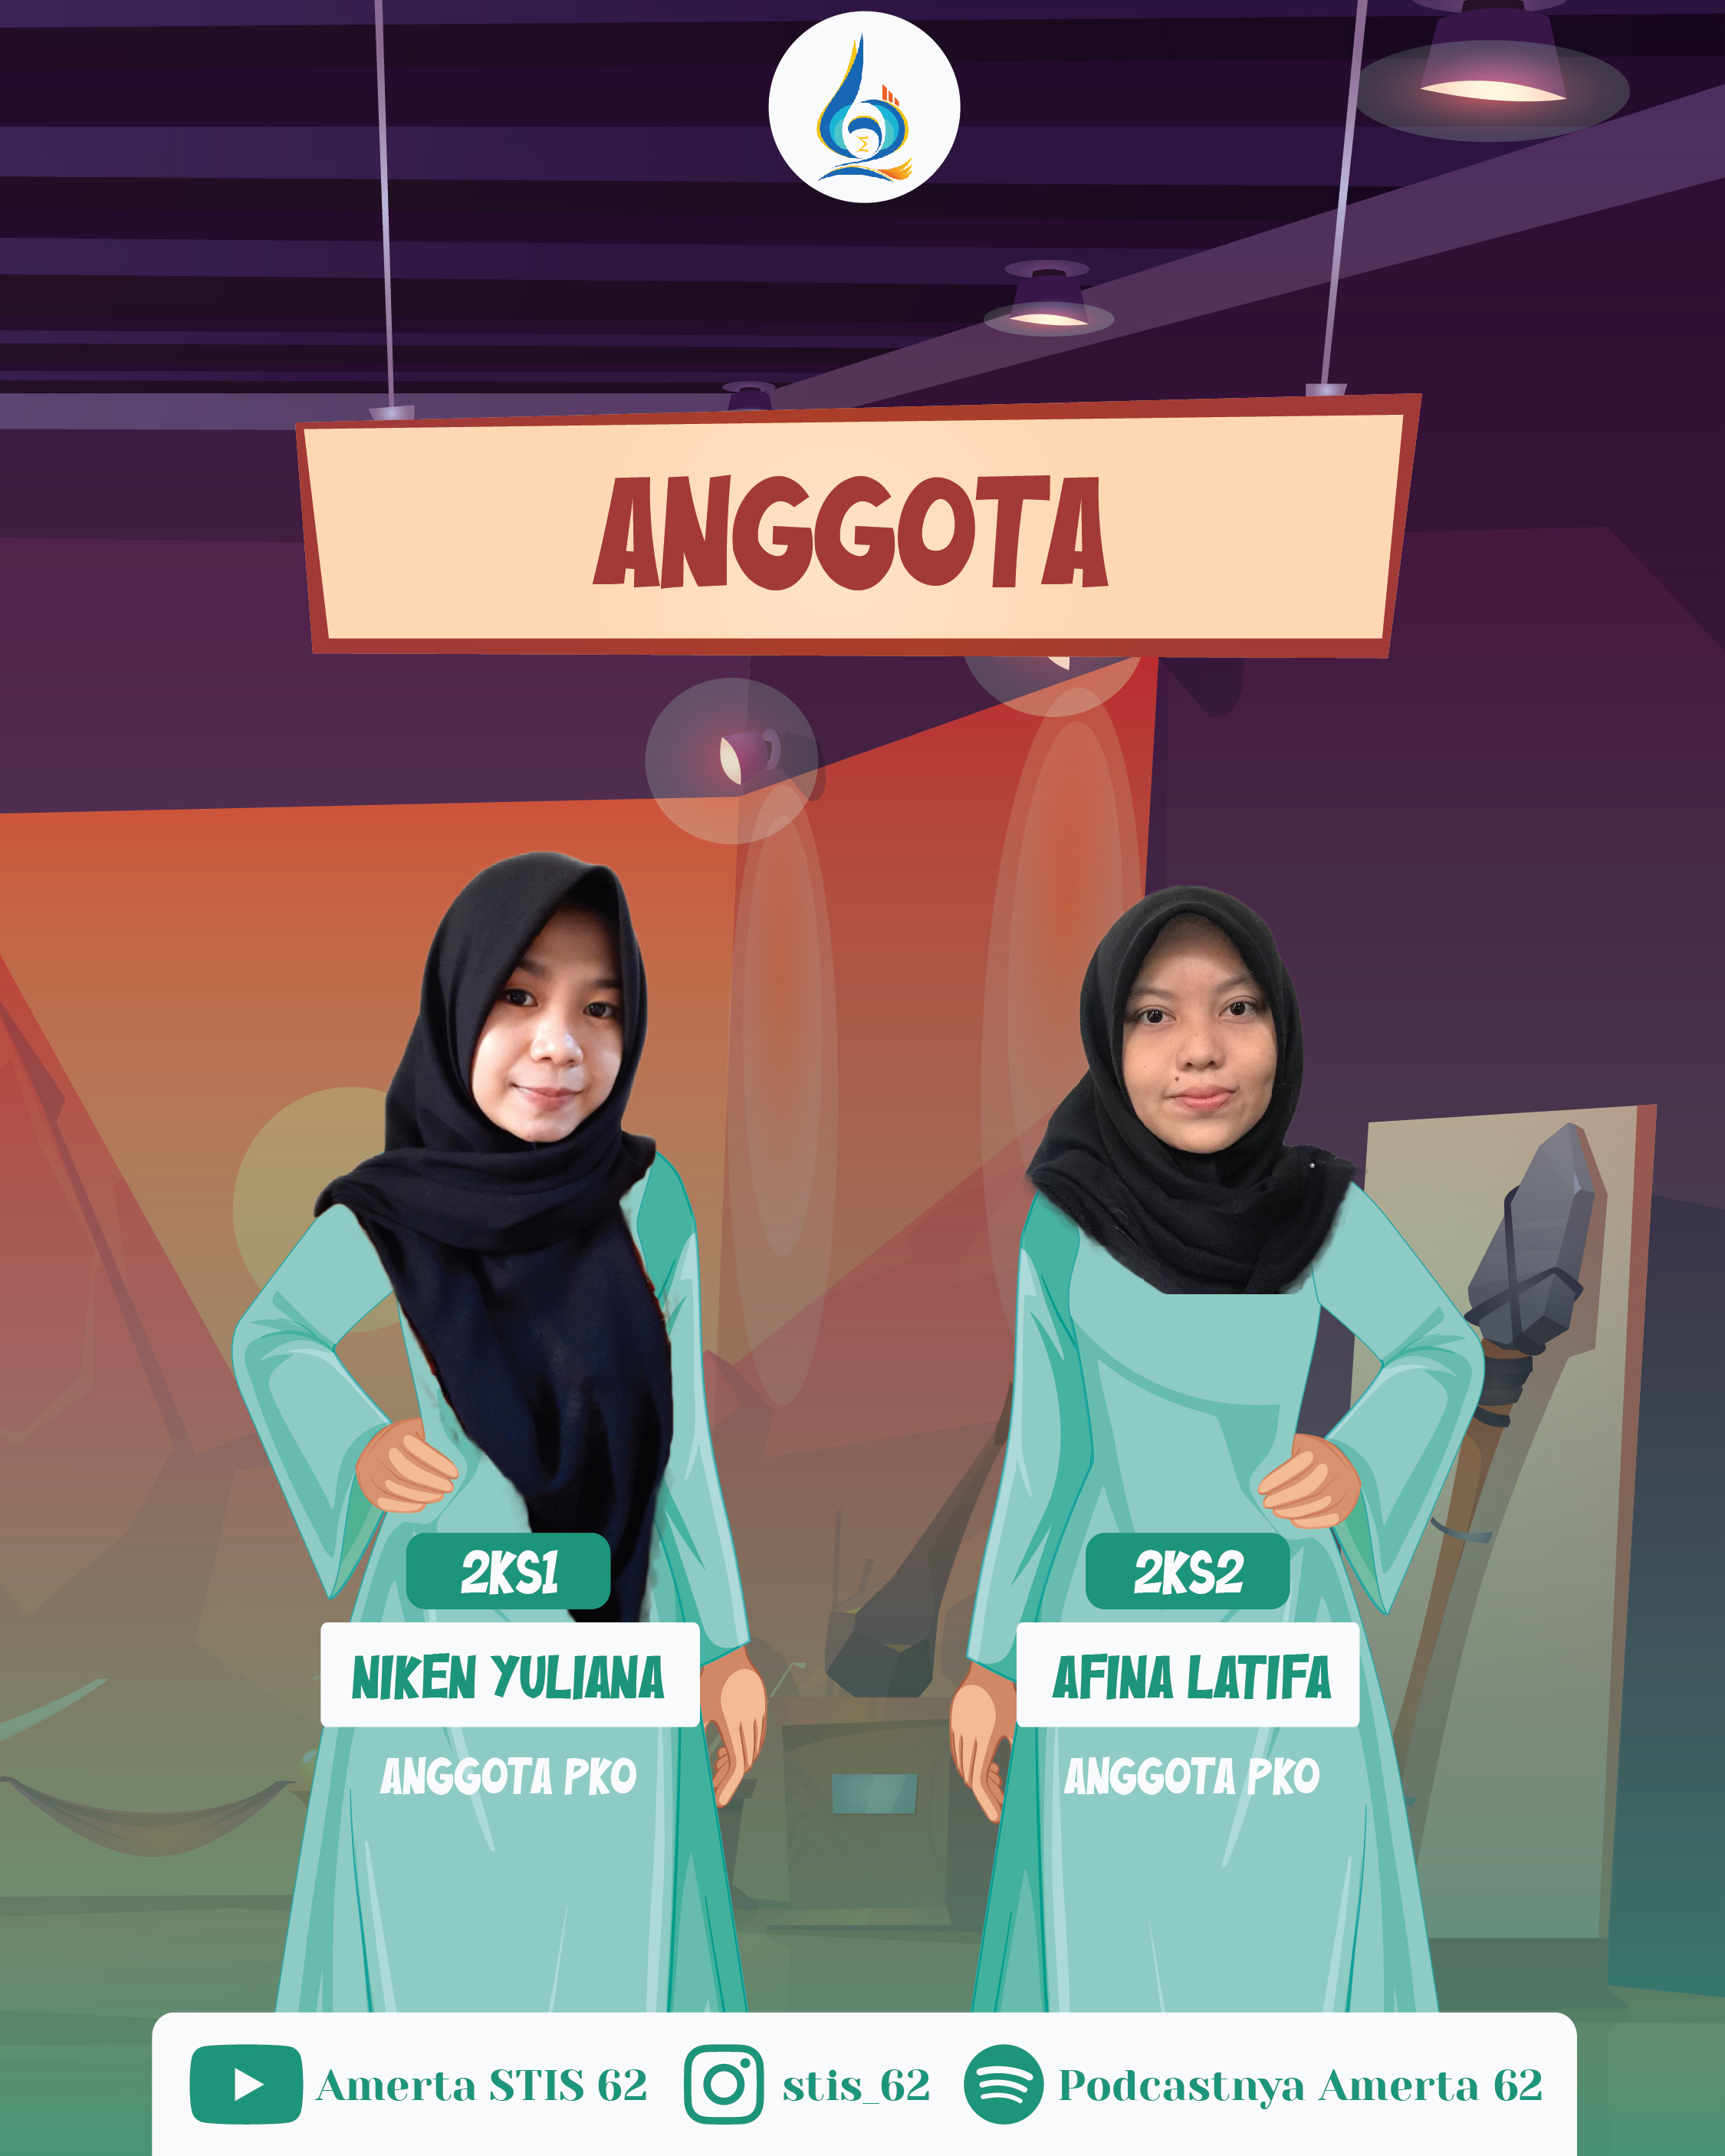 ANGGOTA
2KS1
NIKEN YULIANA
ANGGOTA PKO
2KS2
AFINA LATIFA
ANGGOTA PKO
Amerta STIS 62
stis_62
Podcastnya Amerta 62